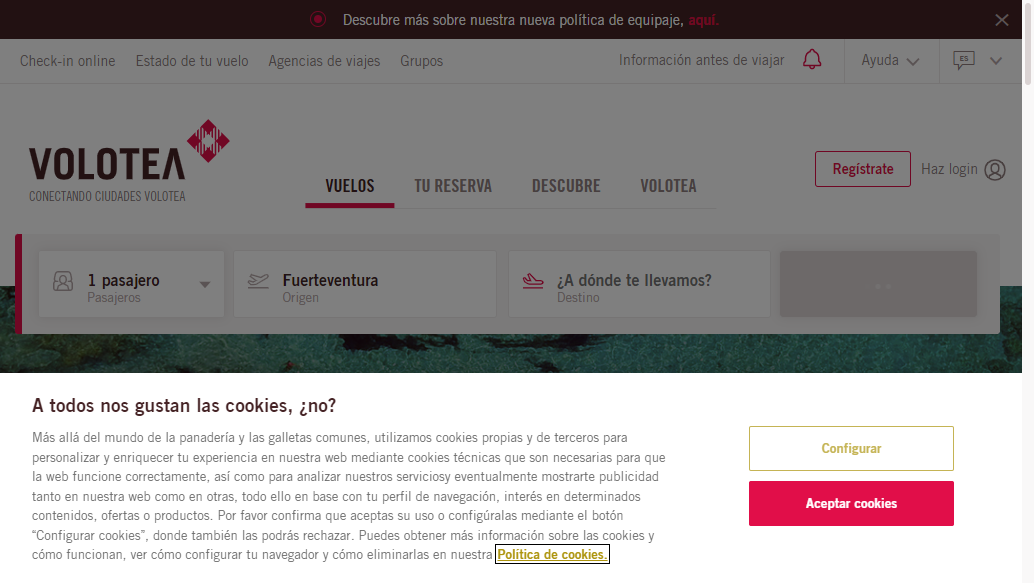 Descubre más sobre nuestra nueva política de equipaje, aquí.
Check-in online Estado de tu vuelo Agencias de viajes Grupos Información antes de viajar Ayuda ES
VOLOTEA
CONECTANDO CIUDADES VOLOTEA
VUELOS TU RESERVA DESCUBRE VOLOTEA
Regístrate Haz login
1 pasajero
Pasajeros
Fuerteventura
Origen
¿A dónde te llevamos?
Destino
A todos nos gustan las cookies, ¿no?
Más allá del mundo de la panadería y las galletas comunes, utilizamos cookies propias y de terceros para
personalizar y enriquecer tu experiencia en nuestra web mediante cookies técnicas que son necesarias para que
la web funcione correctamente, así como para analizar nuestros serviciosy eventualmente mostrarte publicidad
tanto en nuestra web como en otras, todo ello en base con tu perfil de navegación, interés en determinados
contenidos, ofertas o productos. Por favor confirma que aceptas su uso o configúralas mediante el botón
“Configurar cookies”, donde también las podrás rechazar. Puedes obtener más información sobre las cookies y
cómo funcionan, ver cómo configurar tu navegador y cómo eliminarlas en nuestra Política de cookies.
Configurar
Aceptar cookies